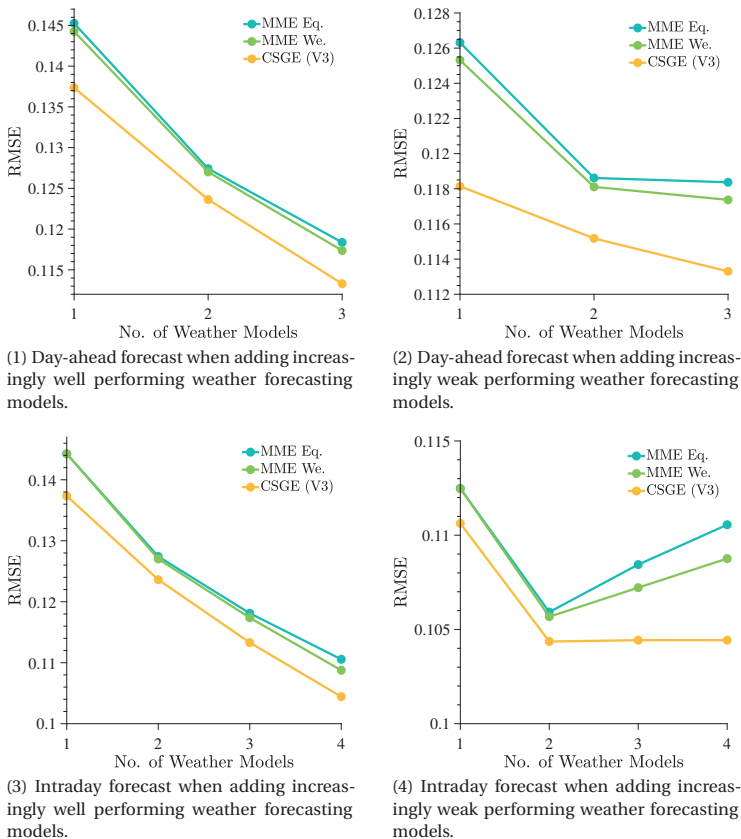 0.145
0.14
0.135
0.13
0.125
0.12
0.115
RMSE
MME Eq.
MME We.
CSGE (V3)
1 2 3
No. of Weather Models
(1) Day-ahead forecast when adding increas-
ingly well performing weather forecasting
models.
0.128
0.126
0.124
0.122
0.12
0.118
0.116
0.114
0.112
RMSE
MME Eq.
MME We.
CSGE (V3)
1 2 3
No. of Weather Models
(2) Day-ahead forecast when adding increas-
ingly weak performing weather forecasting
models.
0.14
0.13
0.12
0.11
0.1
RMSE
MME Eq.
MME We.
CSGE (V3)
1 2 3 4
No. of Weather Models
(3) Intraday forecast when adding increas-
ingly well performing weather forecasting
models.
0.115
0.11
0.105
0.1
RMSE
MME Eq.
MME We.
CSGE (V3)
1 2 3 4
No. of Weather Models
(4) Intraday forecast when adding increas-
ingly weak performing weather forecasting
models.